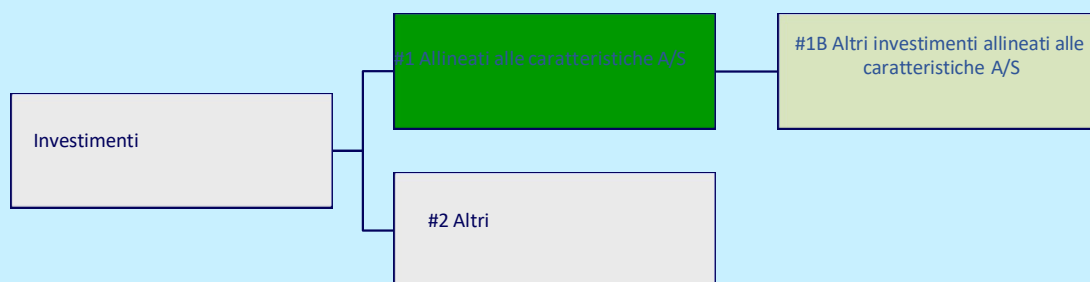 #1 Allineati alle caratteristiche A/S
#1B Altri investimenti allineati alle
caratteristiche A/S
Investimenti
#2 Altri